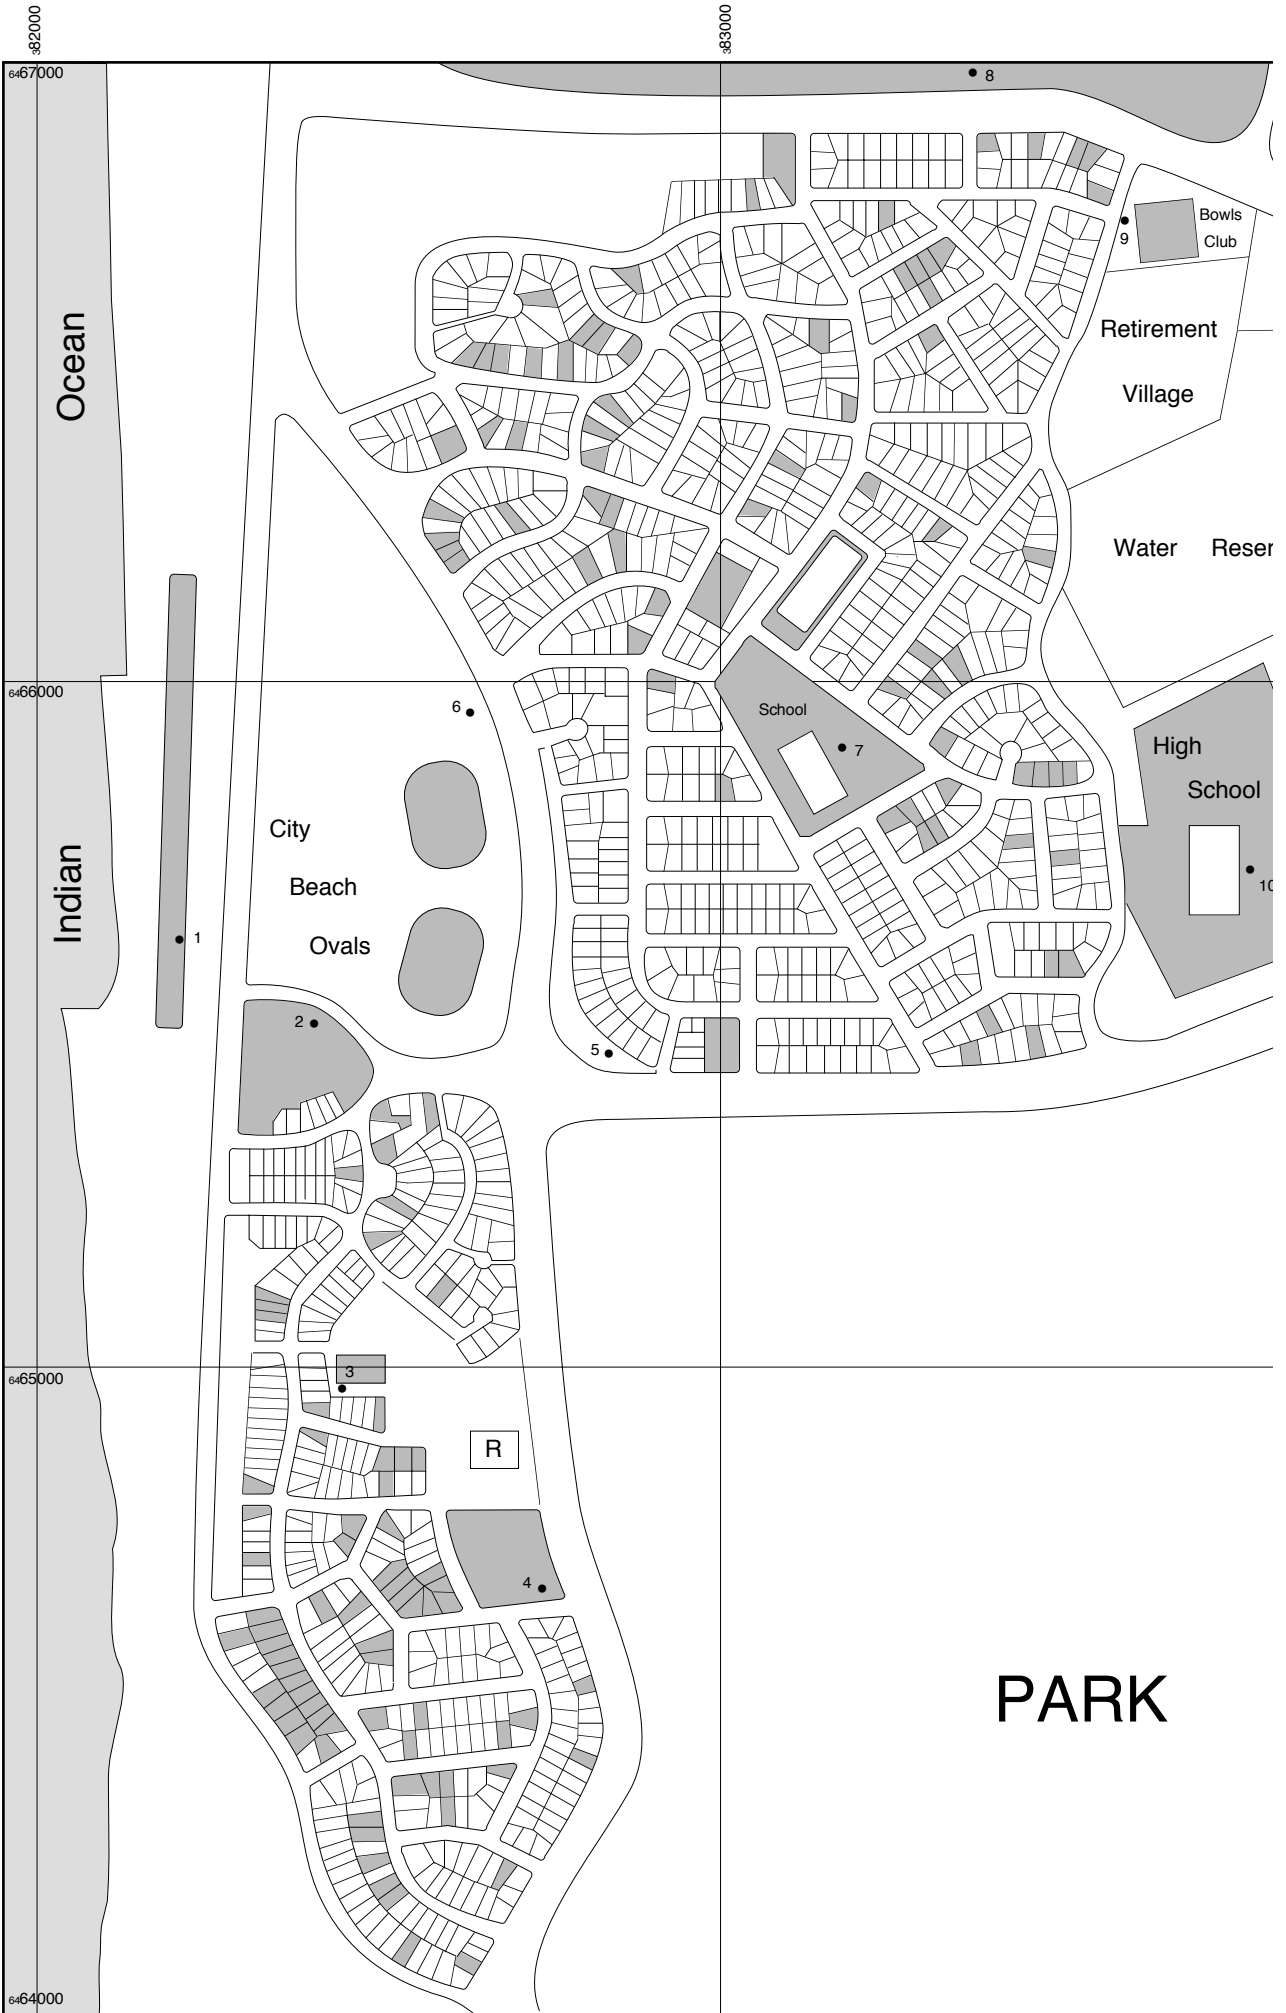 382000
383000
6467000
8
Bowls
9
Club
Ocean
Retirement
Village
Water Reser
6466000
6
School
7
High
School
City
Beach
Ovals
10
Indian
1
2
5
3
6465000
R
4
PARK
6464000